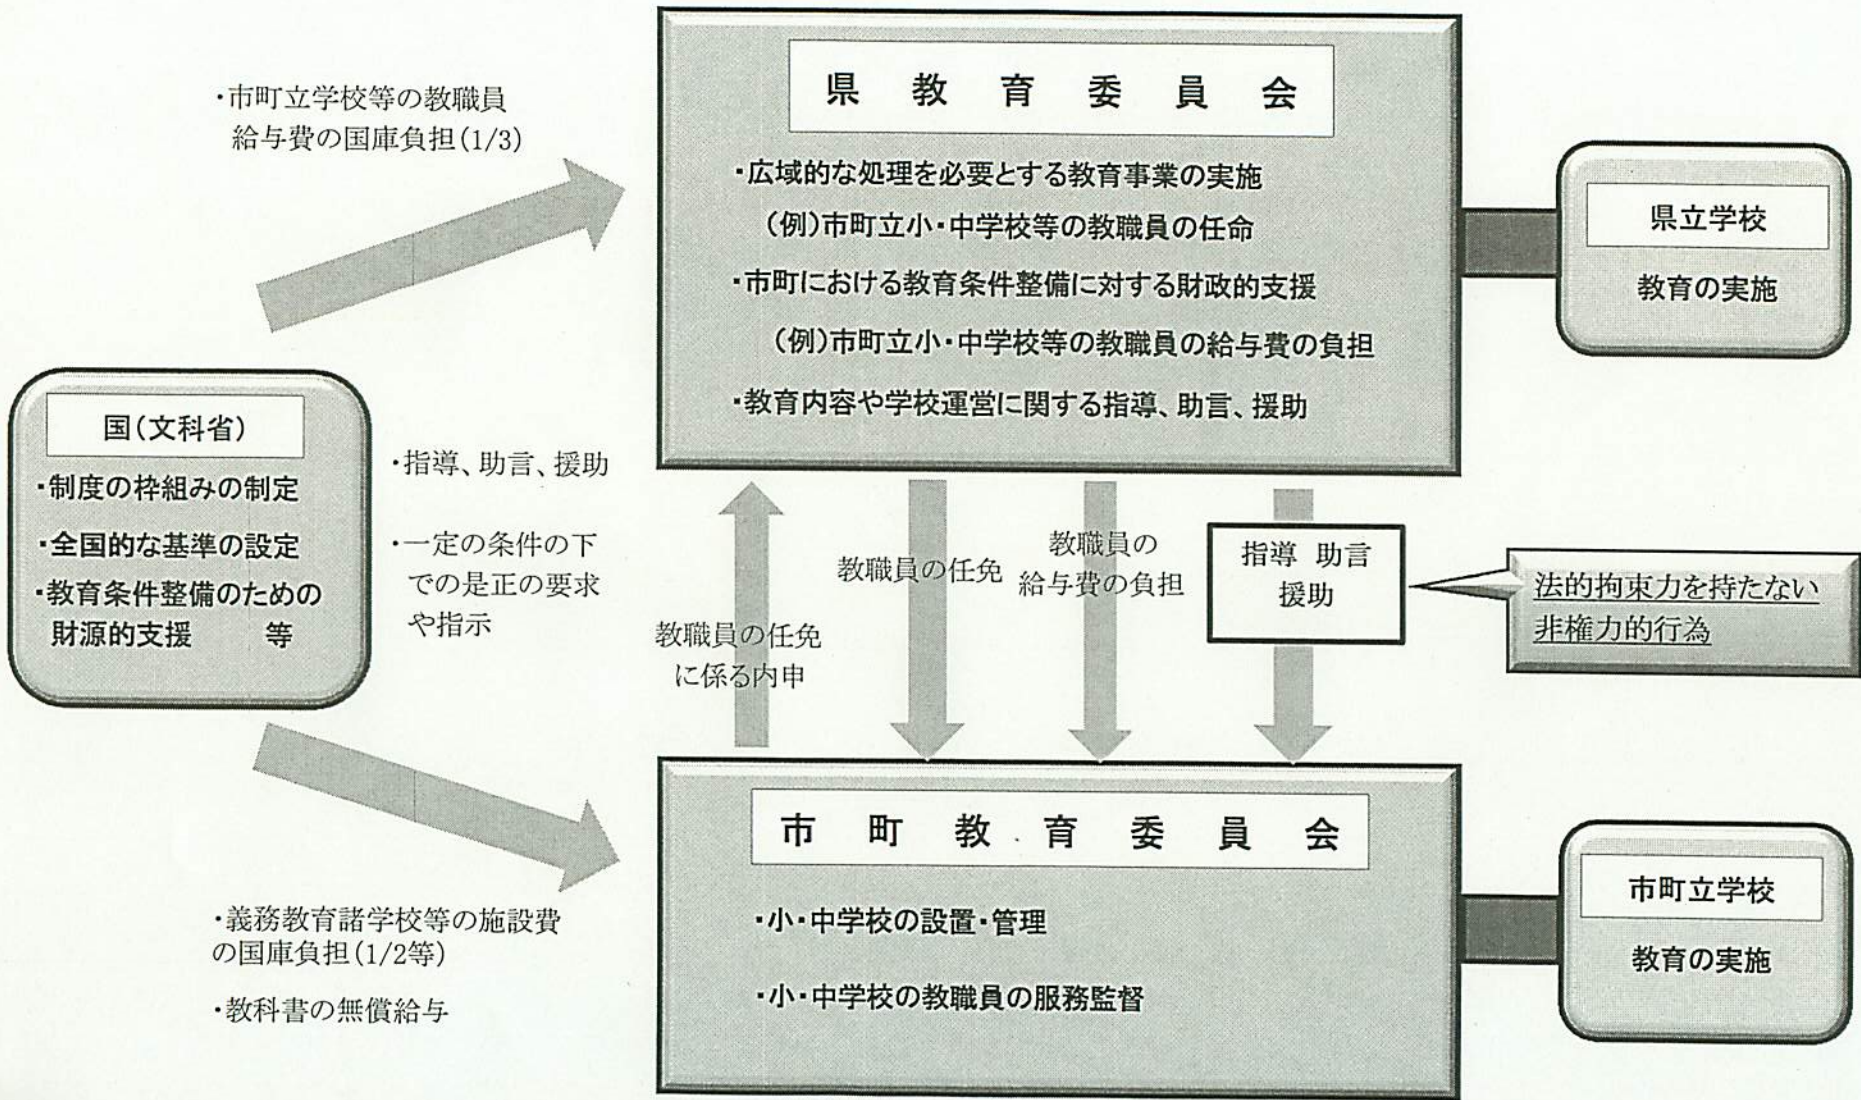 ・市町立学校等の教職員
給与費の国庫負担(1/3)
県教育委員会
・広域的な処理を必要とする教育事業の実施
(例)市町立小・中学校等の教職員の任命
・市町における教育条件整備に対する財政的支援
(例)市町立小・中学校等の教職員の給与費の負担
・教育内容や学校運営に関する指導、助言、援助
県立学校
教育の実施
国(文科省)
・制度の枠組みの制定
・全国的な基準の設定
・教育条件整備のための
財源的支援 等
・指導、助言、援助
・一定の条件の下
での是正の要求
や指示
教職員の任免
に係る内申
教職員の任免
教職員の
給与費の負担
指導 助言
援助
法的拘束力を持たない
非権力的行為
・義務教育諸学校等の施設費
の国庫負担(1/2等)
・教科書の無償給与
市町教育委員会
・小・中学校の設置・管理
・小・中学校の教職員の服務監督
市町立学校
教育の実施